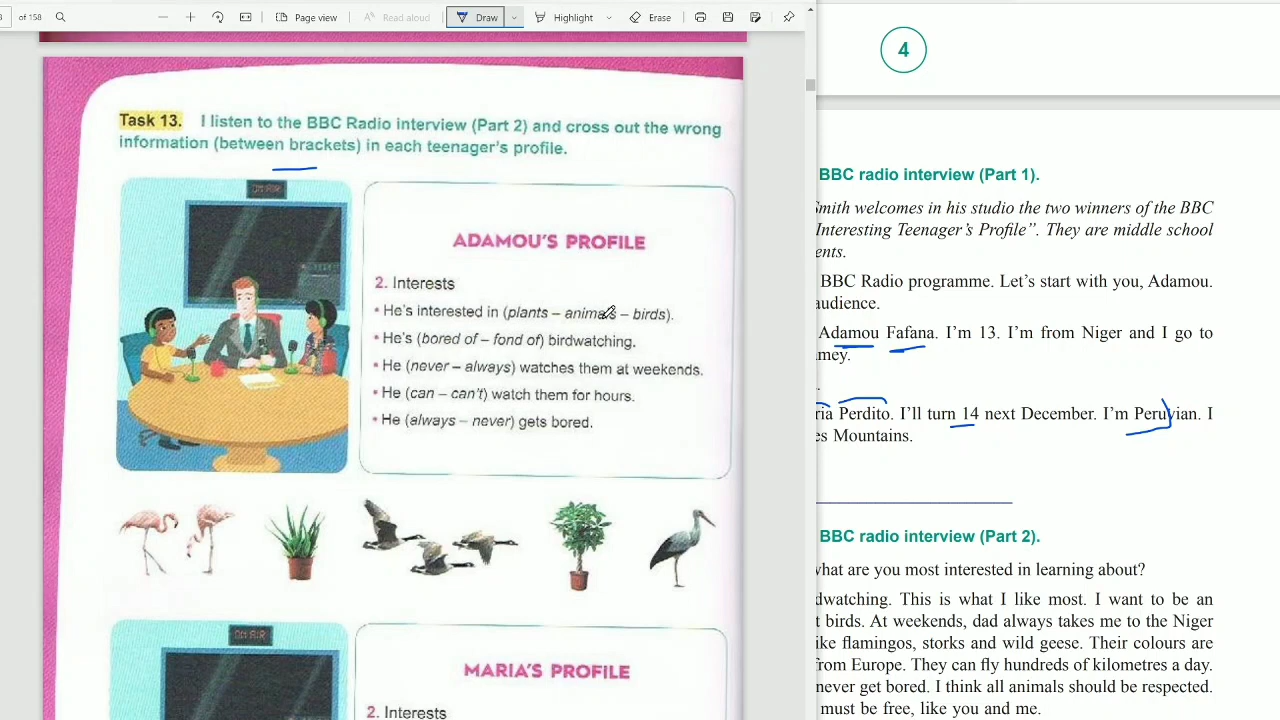 of 158
Page view
Read aloud
Draw
Highlight
Erase
Task 13. I listen to the BBC Radio interview (Part 2) and cross out the wrong
information (between brackets) in each teenager's profile.
ON AIR
ADAMOU'S PROFILE
2. Interests
• He's interested in (plants – animals – birds).
• He's (bored of – fond of) birdwatching.
• He (never – always) watches them at weekends.
• He (can – can't) watch them for hours.
• He (always – never) gets bored.
ON AIR
MARIA'S PROFILE
2. Interests
4
BBC radio interview (Part 1).
Smith welcomes in his studio the two winners of the BBC
Interesting Teenager's Profile”. They are middle school
ents.
BBC Radio programme. Let's start with you, Adamou.
audience.
Adamou Fafana. I'm 13. I'm from Niger and I go to
amey.
ria Perdito. I'll turn 14 next December. I'm Peruvian. I
es Mountains.
BBC radio interview (Part 2).
what are you most interested in learning about?
dwatching. This is what I like most. I want to be an
t birds. At weekends, dad always takes me to the Niger
ike flamingos, storks and wild geese. Their colours are
from Europe. They can fly hundreds of kilometres a day.
never get bored. I think all animals should be respected.
must be free, like you and me.